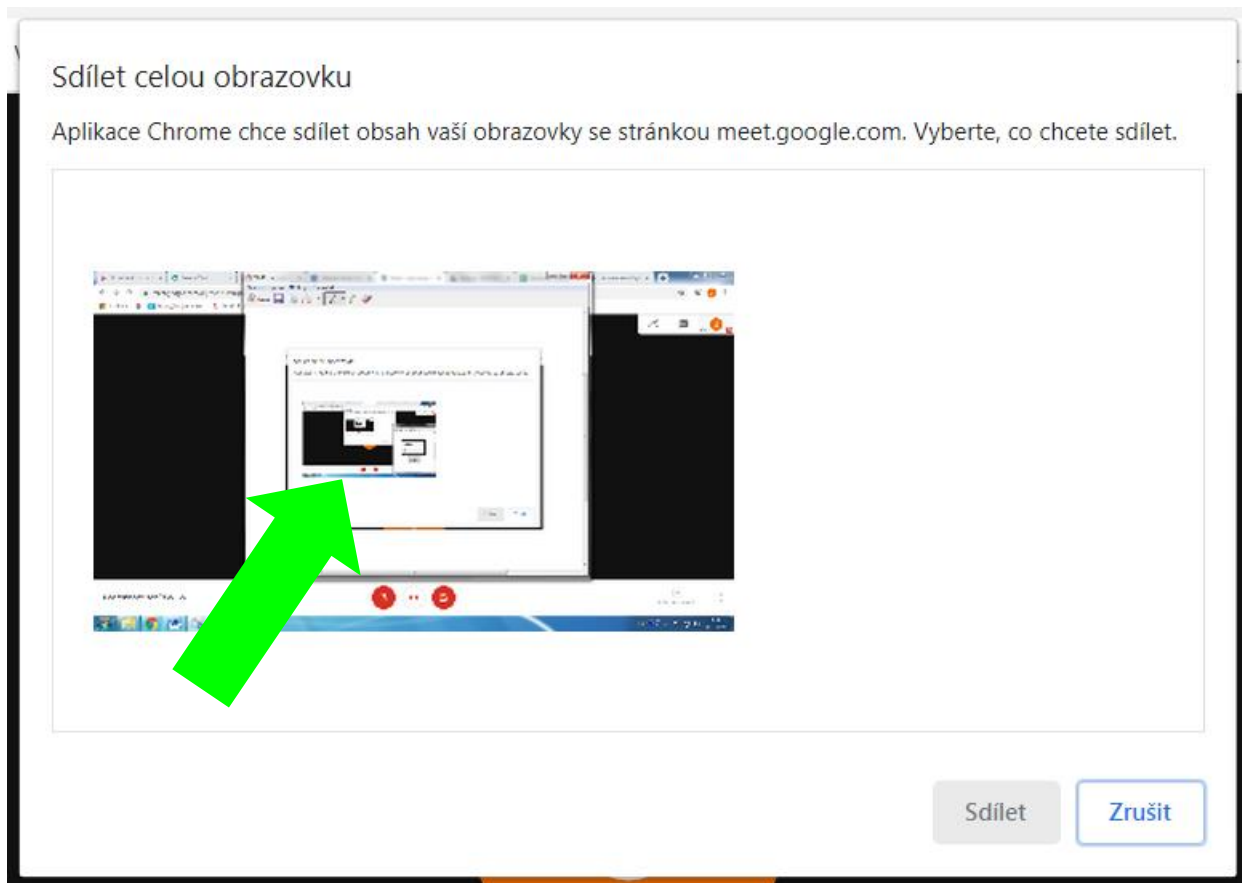 Sdílet celou obrazovku
Aplikace Chrome chce sdílet obsah vaší obrazovky se stránkou meet.google.com. Vyberte, co chcete sdílet.
Sdílet
Zrušit